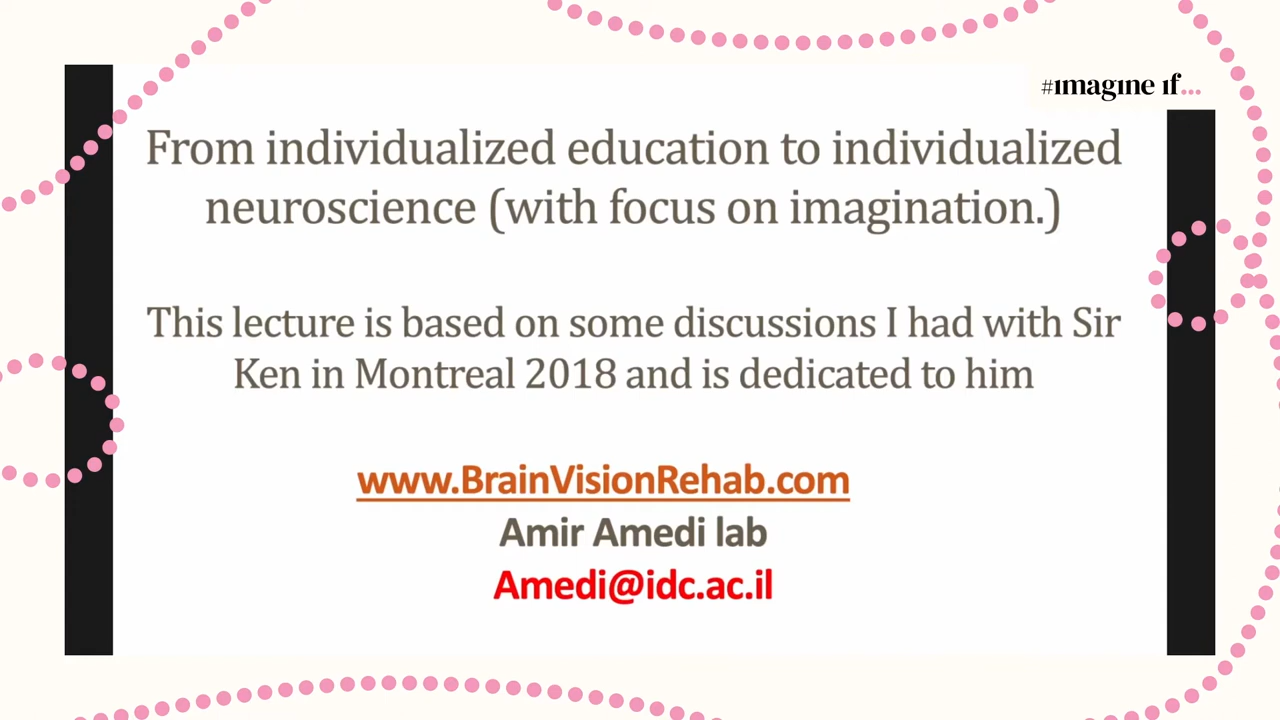 #imagine if...
From individualized education to individualized
neuroscience (with focus on imagination.)
This lecture is based on some discussions I had with Sir
Ken in Montreal 2018 and is dedicated to him
www.BrainVisionRehab.com
Amir Amedi lab
Amedi@idc.ac.il